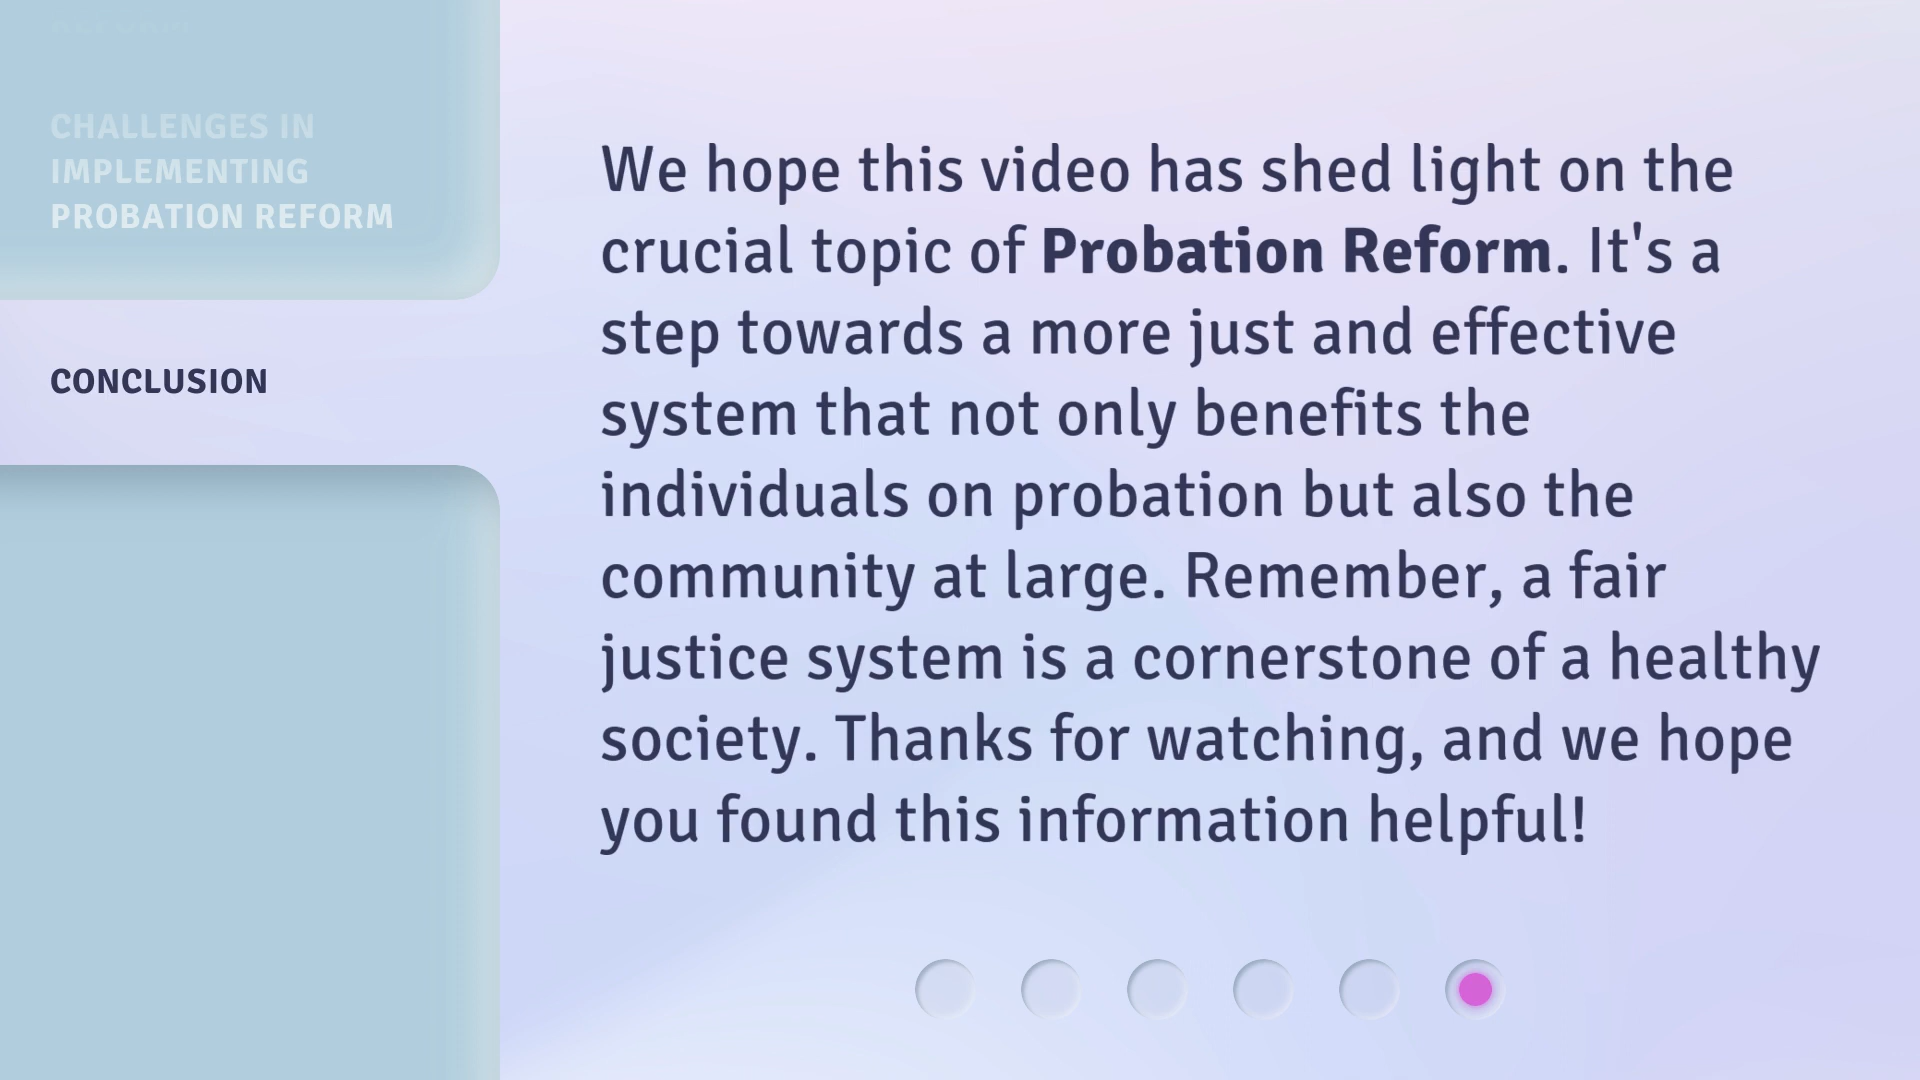 CHALLENGES IN
IMPLEMENTING
PROBATION REFORM
CONCLUSION
We hope this video has shed light on the
crucial topic of Probation Reform. It's a
step towards a more just and effective
system that not only benefits the
individuals on probation but also the
community at large. Remember, a fair
justice system is a cornerstone of a healthy
society. Thanks for watching, and we hope
you found this information helpful!